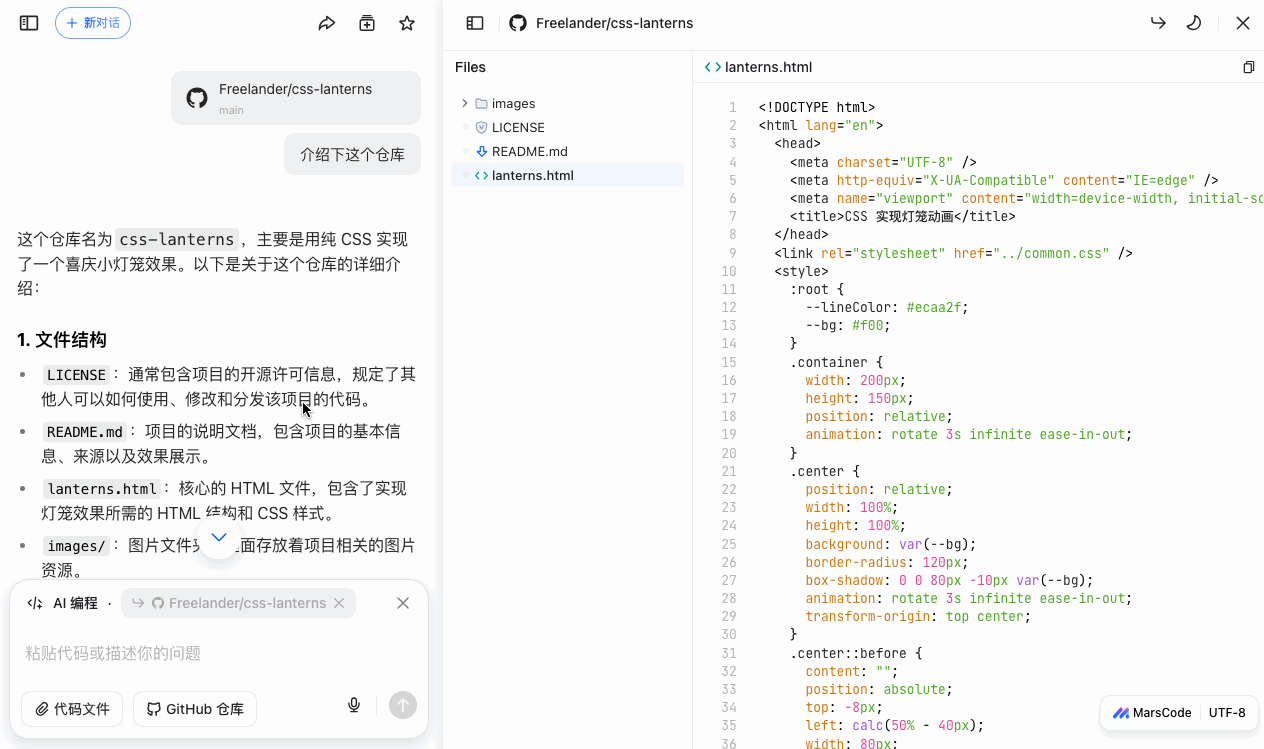 新对话
Freelander/css-lanterns
main
介绍下这个仓库
这个仓库名为 css-lanterns ，主要是用纯 CSS 实现
了一个喜庆小灯笼效果。以下是关于这个仓库的详细介
绍：
1. 文件结构
LICENSE ： 通常包含项目的开源许可信息，规定了其
他人可以如何使用、修改和分发该项目的代码。
README.md ： 项目的说明文档，包含项目的基本信
息、来源以及效果展示。
lanterns.html ： 核心的 HTML 文件，包含了实现
灯笼效果所需的 HTML 结构和 CSS 样式。
images/ ： 图片文件 面存放着项目相关的图片
资源。
AI 编程 · Freelander/css-lanterns
粘贴代码或描述你的问题
代码文件 GitHub 仓库
Freelander/css-lanterns
Files
images
LICENSE
README.md
lanterns.html
lanterns.html
1 <!DOCTYPE html>
2 <html lang="en">
3 <head>
4 <meta charset="UTF-8" />
5 <meta http-equiv="X-UA-Compatible" content="IE=edge" />
6 <meta name="viewport" content="width=device-width, initial-sc
7 <title>CSS 实现灯笼动画</title>
8 </head>
9 <link rel="stylesheet" href="../common.css" />
10 <style>
11 :root {
12 --lineColor: #ecaa2f;
13 --bg: #f00;
14 }
15 .container {
16 width: 200px;
17 height: 150px;
18 position: relative;
19 animation: rotate 3s infinite ease-in-out;
20 }
21 .center {
22 position: relative;
23 width: 100%;
24 height: 100%;
25 background: var(--bg);
26 border-radius: 120px;
27 box-shadow: 0 0 80px -10px var(--bg);
28 animation: rotate 3s infinite ease-in-out;
29 transform-origin: top center;
30 }
31 .center::before {
32 content: "";
33 position: absolute;
34 top: -8px;
35 left: calc(50% - 40px);
36 width: 80px;
MarsCode UTF-8